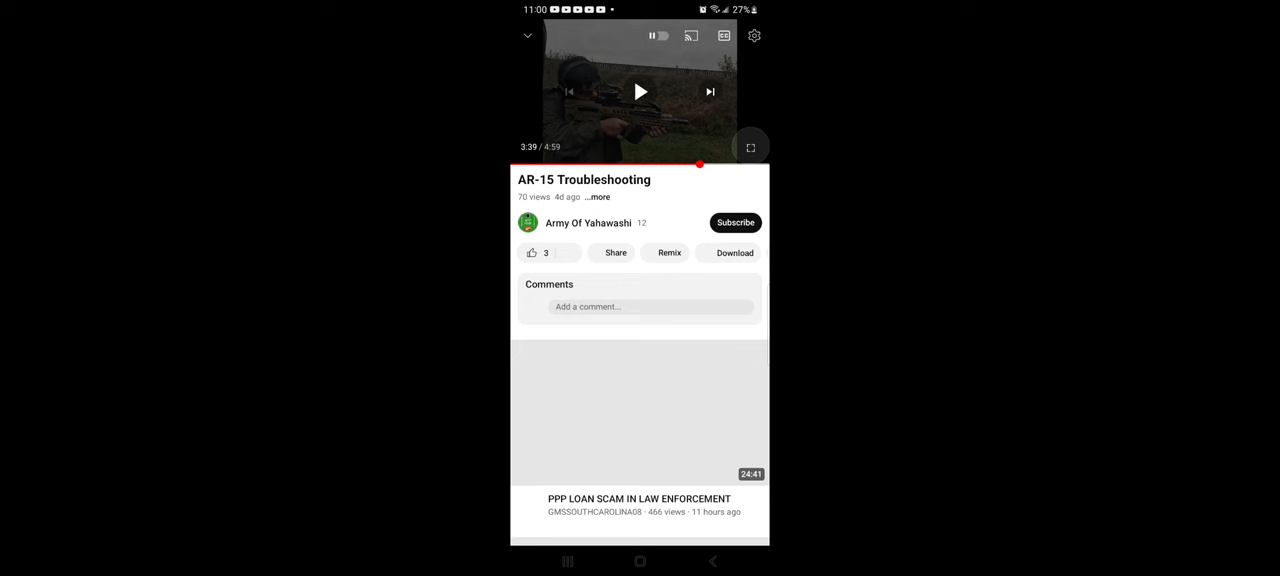 11:00
27%
CC
3:39 / 4:59
AR-15 Troubleshooting
70 views 4d ago ...more
Army Of Yahawashi 12
Subscribe
3 Share Remix Download
Comments
Add a comment...
24:41
PPP LOAN SCAM IN LAW ENFORCEMENT
GMSSOUTHCAROLINA08 · 466 views · 11 hours ago